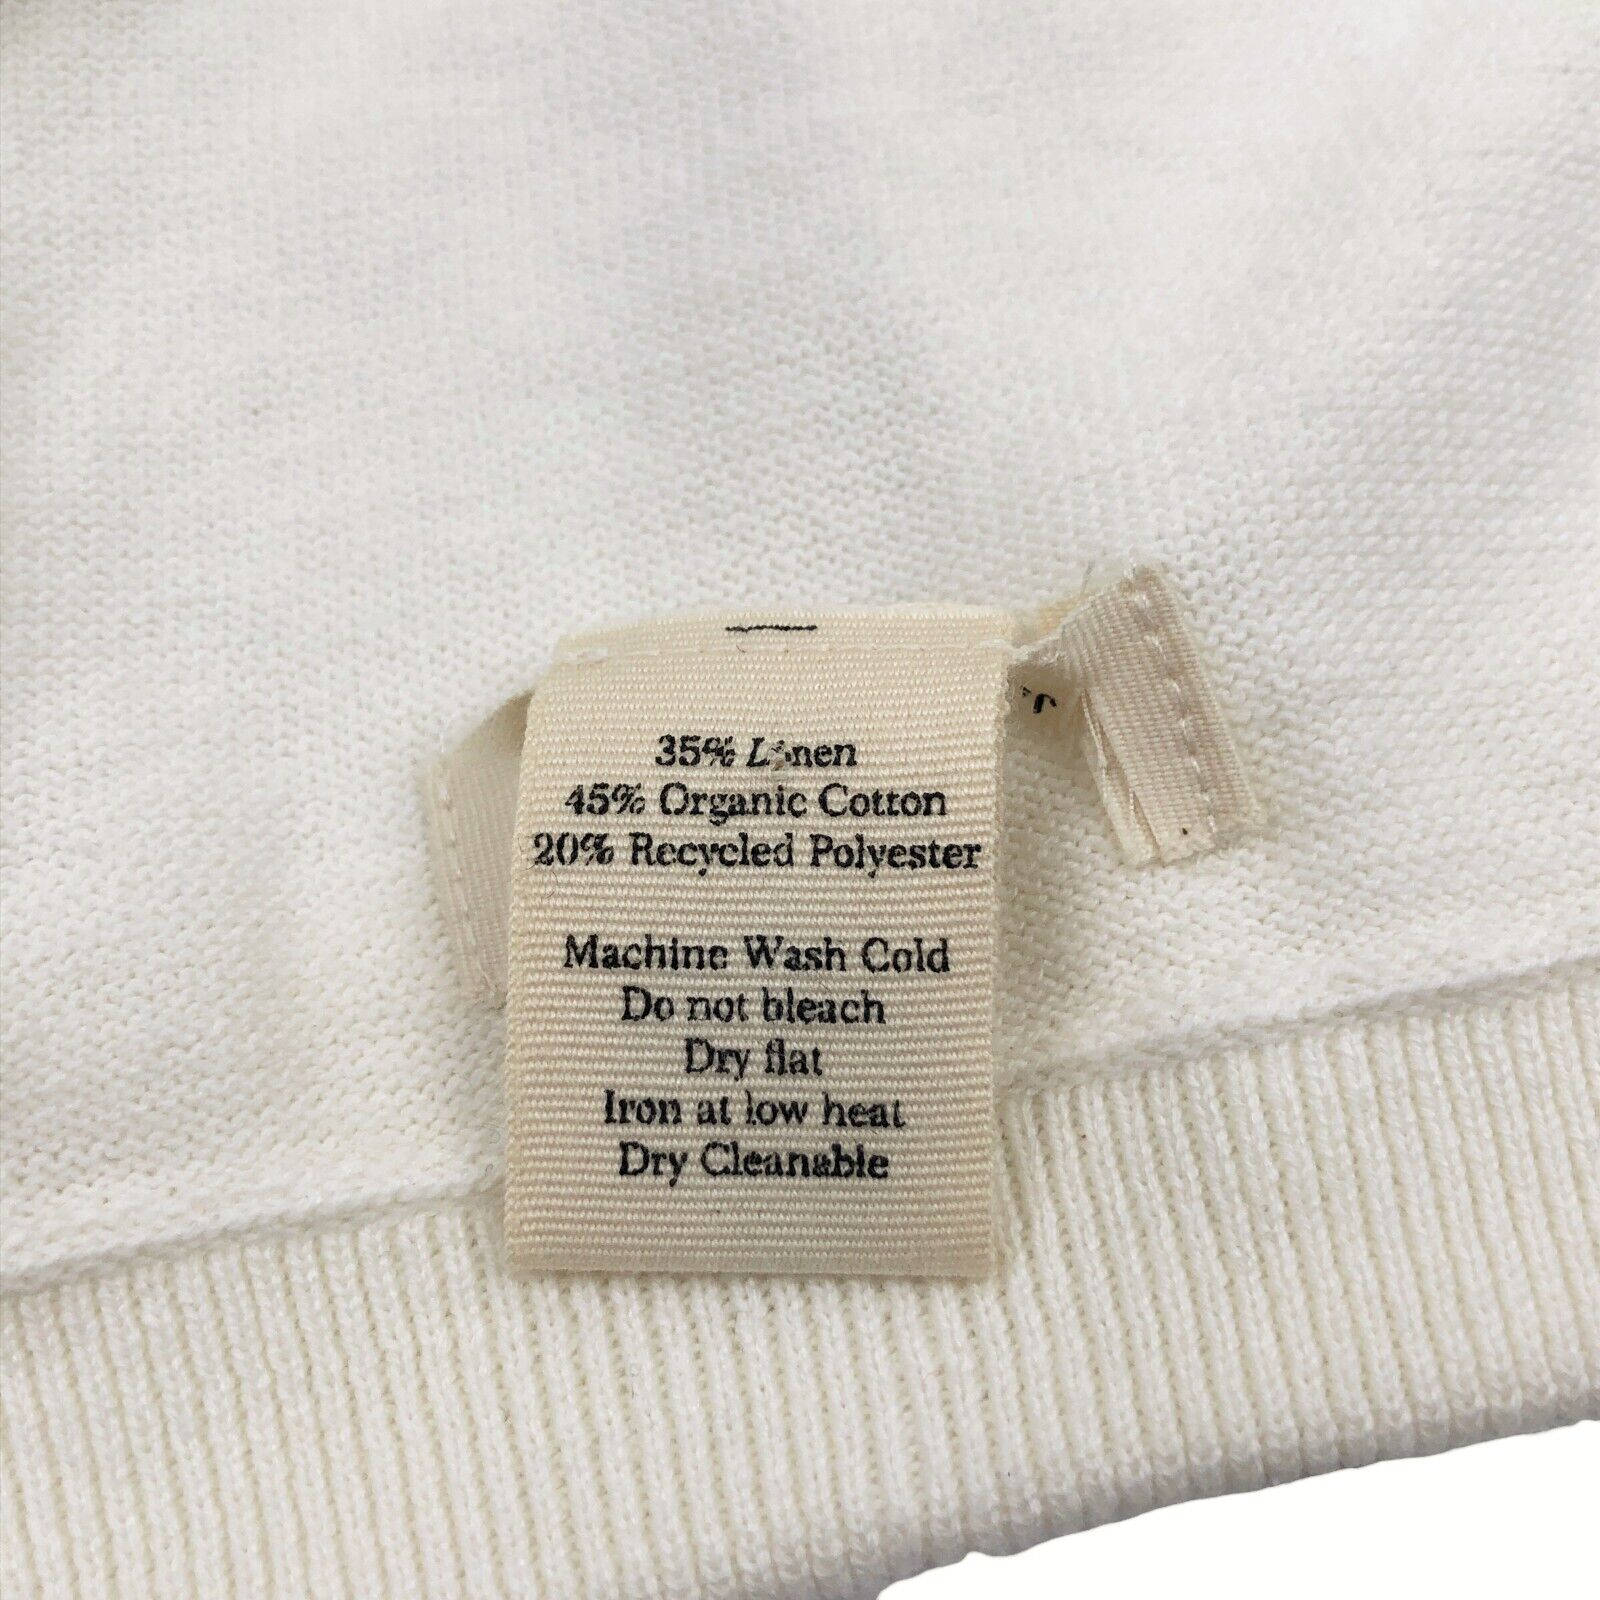 35% Linen
45% Organic Cotton
20% Recycled Polyester
Machine Wash Cold
Do not bleach
Dry flat
Iron at low heat
Dry Cleanable